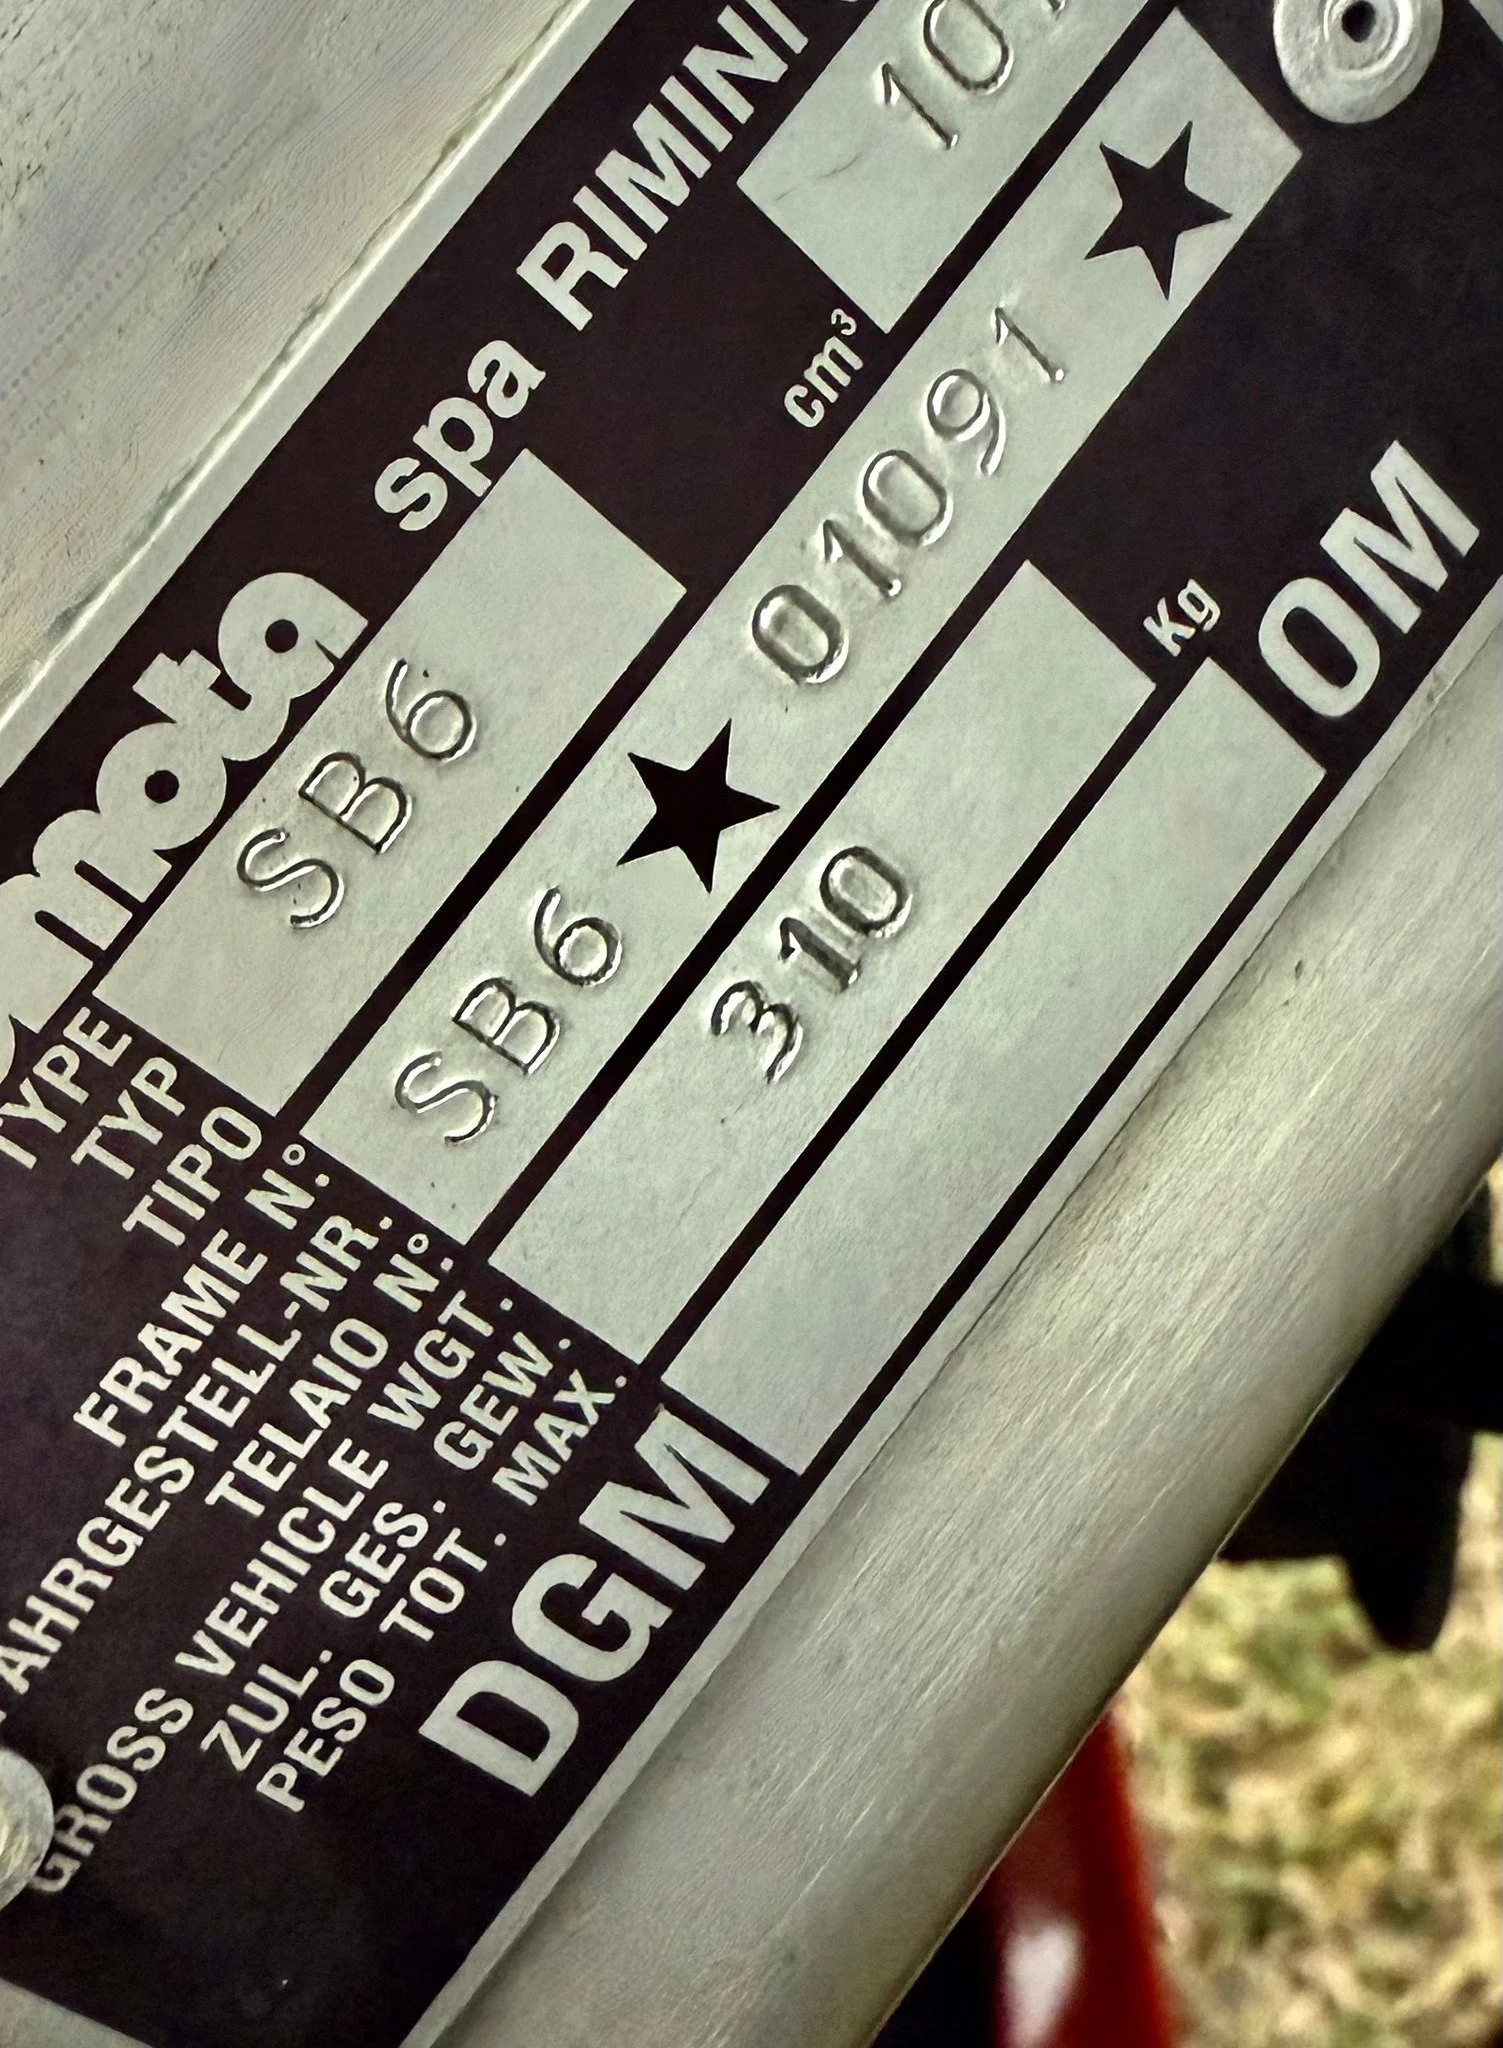 mota
spa RIMINI
TYPE
TYP
TIPO
SB6
cm³
FRAME N.°
FAHRGESTELL-NR.
TELAIO N.°
SB6 ★ 01091 ★
GROSS VEHICLE WGT.
ZUL. GES. GEW.
PESO TOT. MAX.
310
Kg
DGM
OM